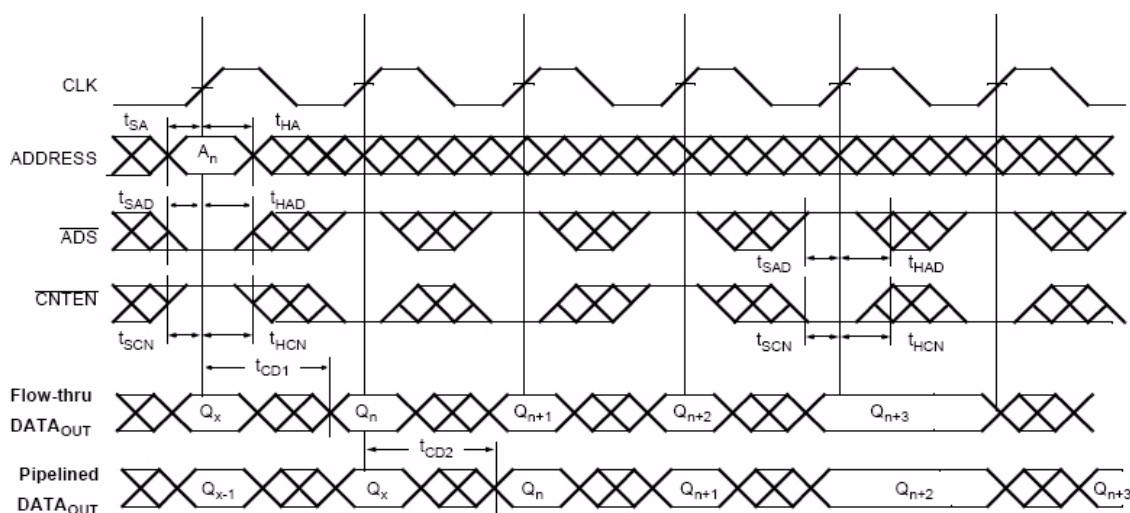 CLK
tSA tHA
ADDRESS An
tSAD tHAD
ADS
tSAD tHAD
CNTEN
tSCN tHCN tSCN tHCN
tCD1
Flow-thru
DATAOUT Qx Qn Qn+1 Qn+2 Qn+3
tCD2
Pipelined
DATAOUT Qx-1 Qx Qn Qn+1 Qn+2 Qn+3